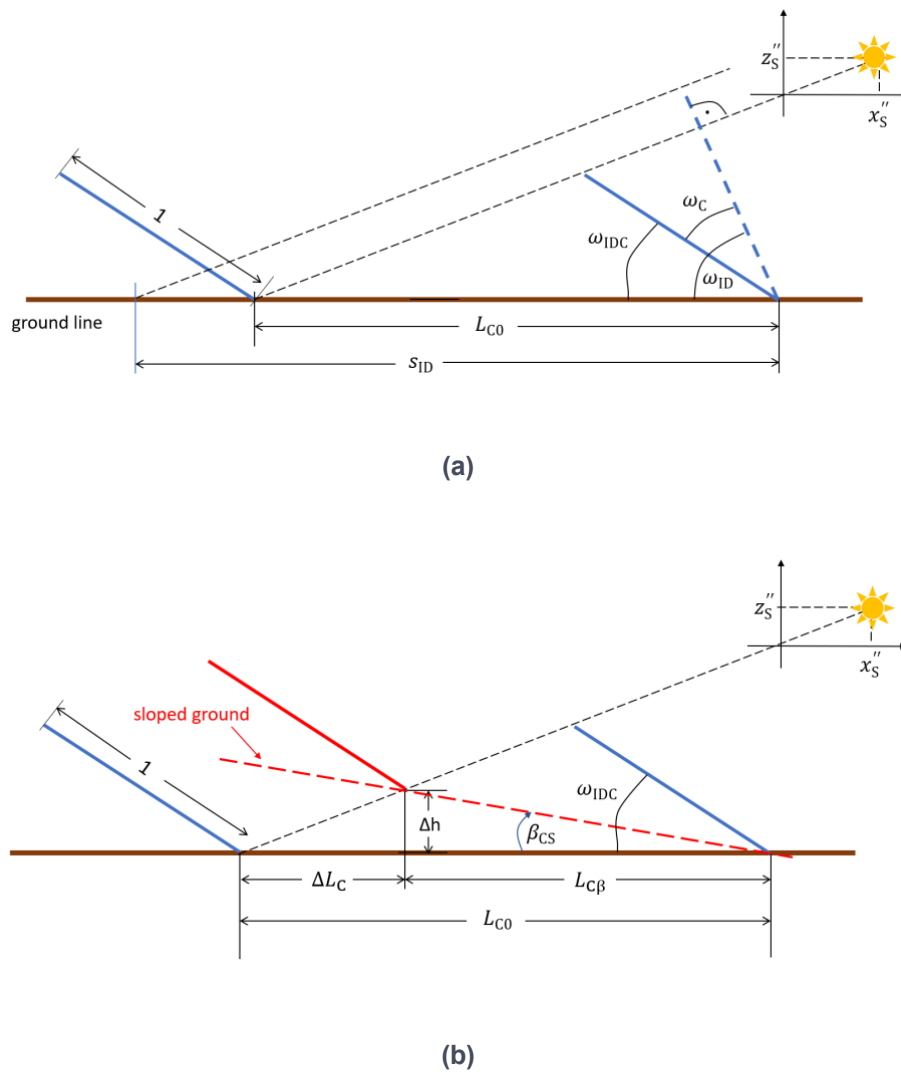 z″S
x″S
1
ωC
ωIDC
ωID
ground line
LC0
sID
(a)
z″S
x″S
sloped ground
1
ωIDC
Δh
βCS
ΔLC
LCβ
LC0
(b)